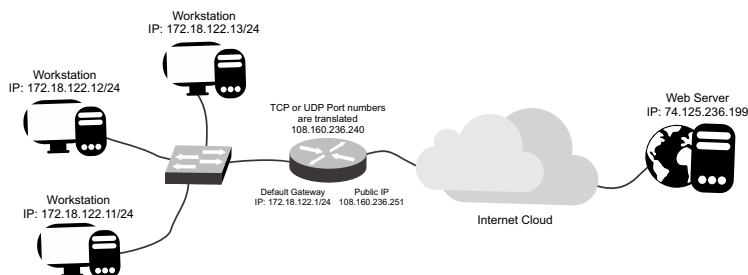 Workstation
IP: 172.18.122.13/24
Workstation
IP: 172.18.122.12/24
TCP or UDP Port numbers
are translated
108.160.236.240
Web Server
IP: 74.125.236.199
Default Gateway
IP: 172.18.122.1/24
Public IP
108.160.236.251
Workstation
IP: 172.18.122.11/24
Internet Cloud